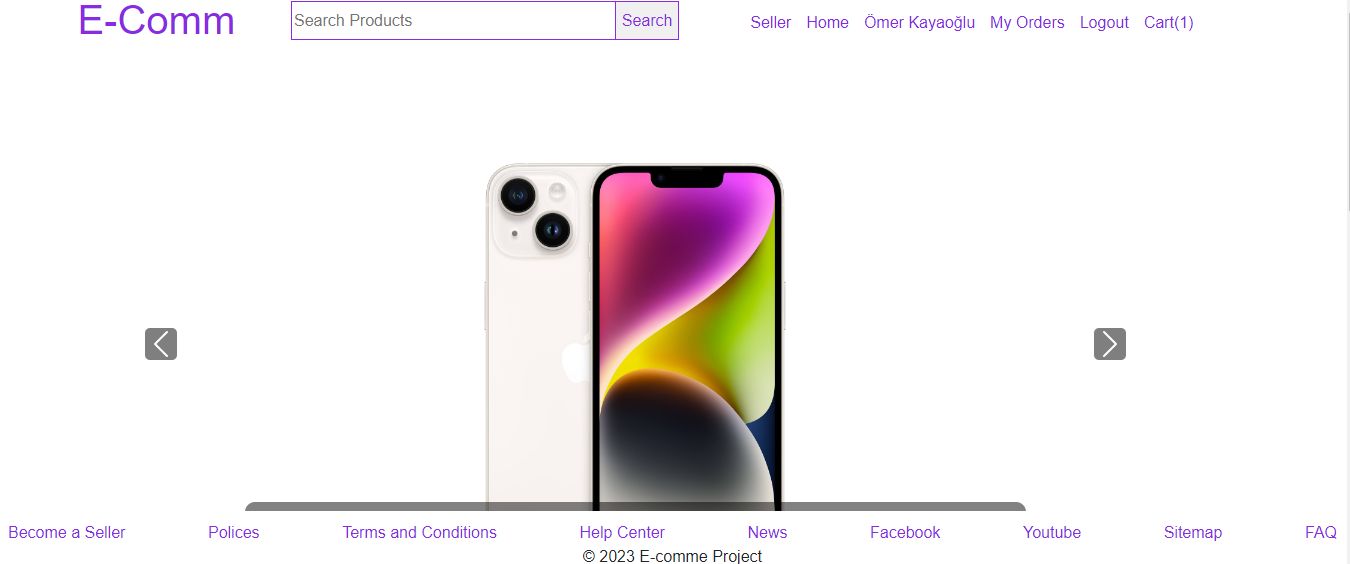 E-Comm
Search Products
Search
Seller Home Ömer Kayaoğlu My Orders Logout Cart(1)
Become a Seller Polices Terms and Conditions Help Center News Facebook Youtube Sitemap FAQ
© 2023 E-comme Project